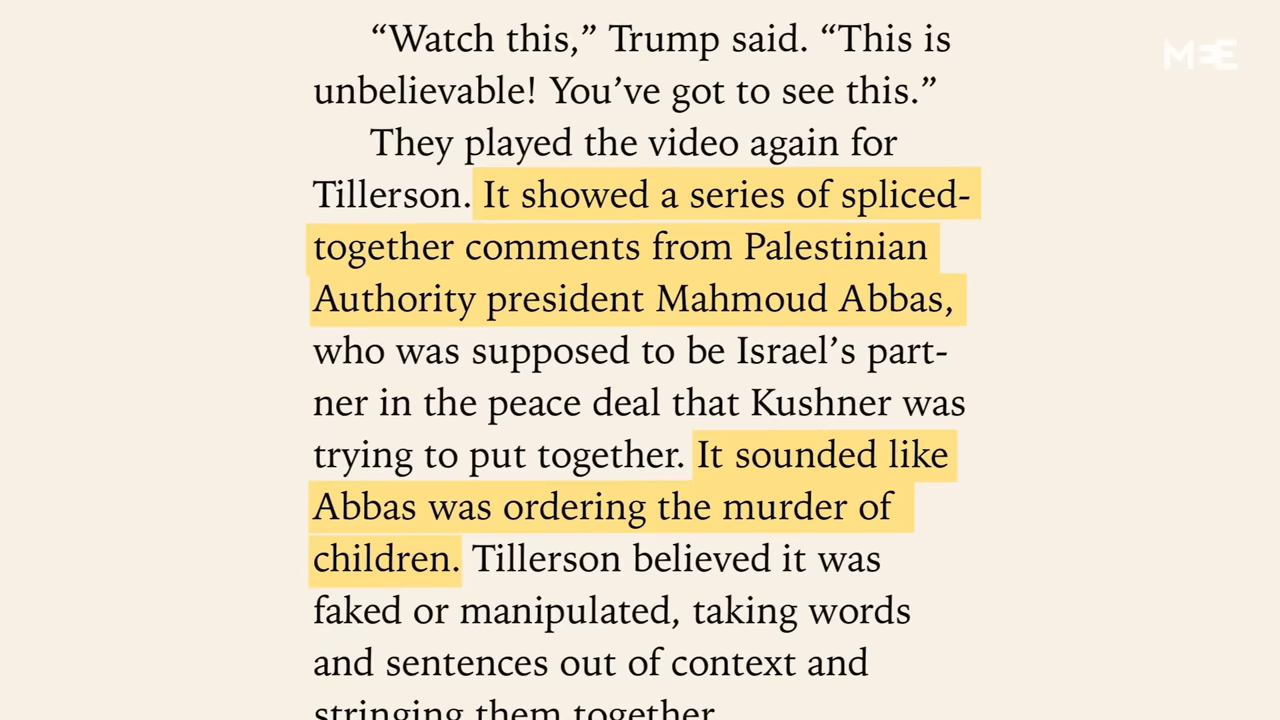 “Watch this,” Trump said. “This is
MEE
unbelievable! You’ve got to see this.”
They played the video again for
Tillerson. It showed a series of spliced-
together comments from Palestinian
Authority president Mahmoud Abbas,
who was supposed to be Israel’s part-
ner in the peace deal that Kushner was
trying to put together. It sounded like
Abbas was ordering the murder of
children. Tillerson believed it was
faked or manipulated, taking words
and sentences out of context and
stringing them together.